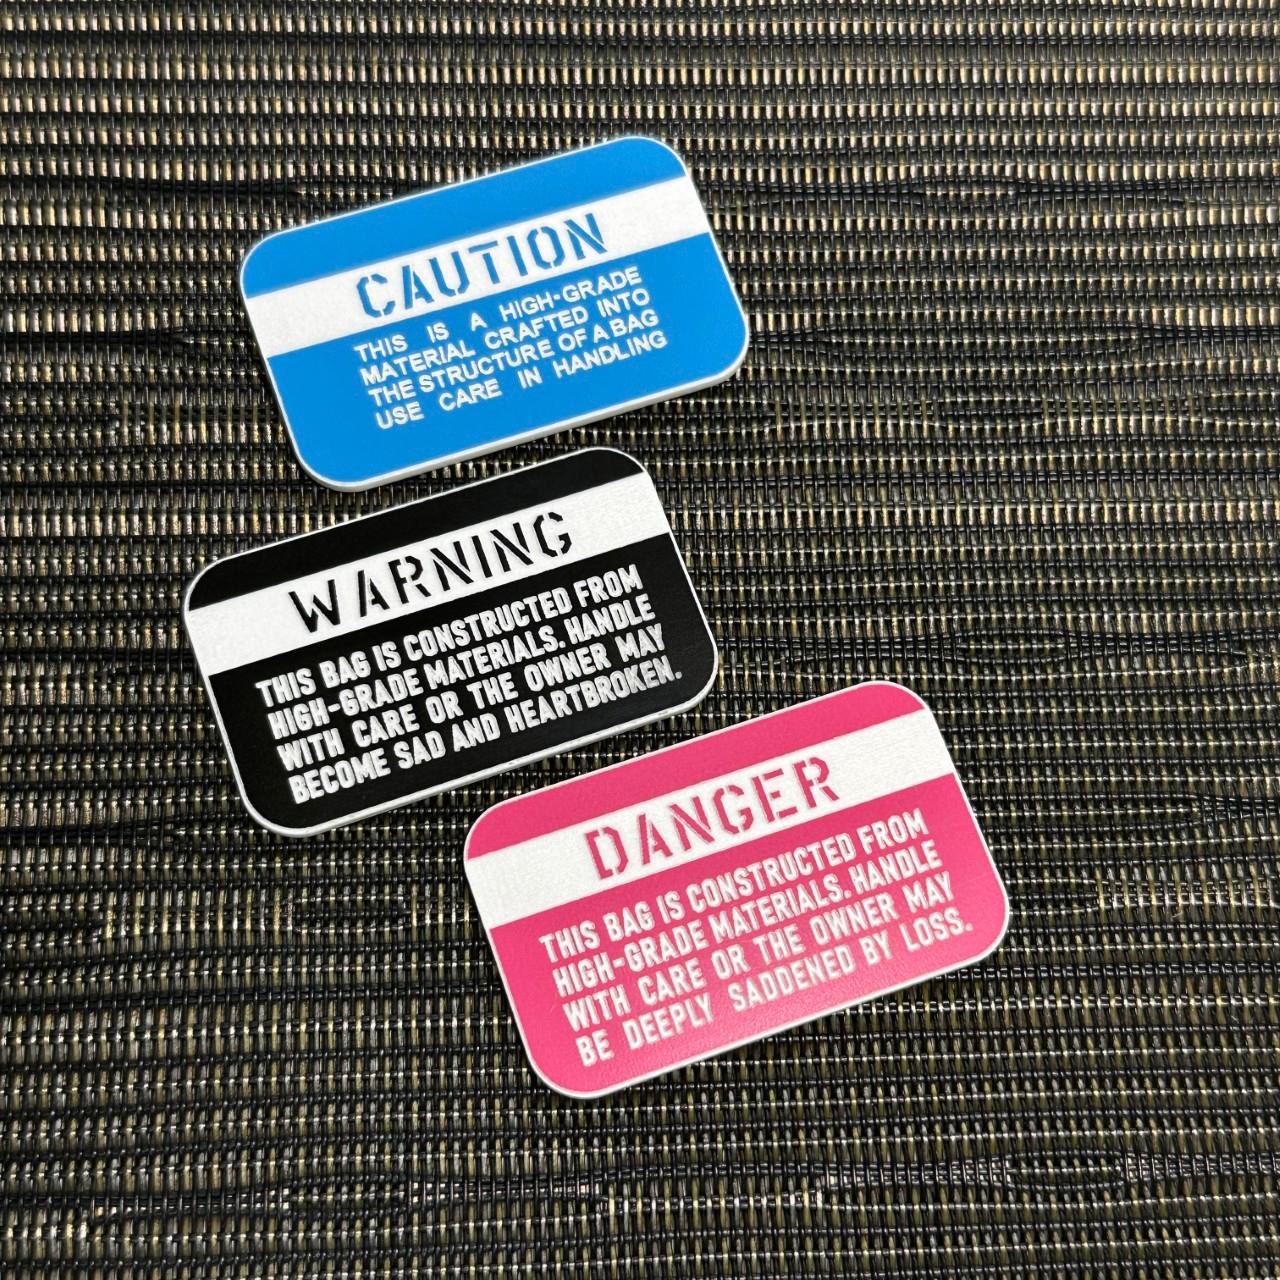 CAUTION
THIS IS A HIGH-GRADE
MATERIAL CRAFTED INTO
THE STRUCTURE OF A BAG
USE CARE IN HANDLING
WARNING
THIS BAG IS CONSTRUCTED FROM
HIGH-GRADE MATERIALS. HANDLE
WITH CARE OR THE OWNER MAY
BECOME SAD AND HEARTBROKEN.
DANGER
THIS BAG IS CONSTRUCTED FROM
HIGH-GRADE MATERIALS. HANDLE
WITH CARE OR THE OWNER MAY
BE DEEPLY SADDENED BY LOSS.